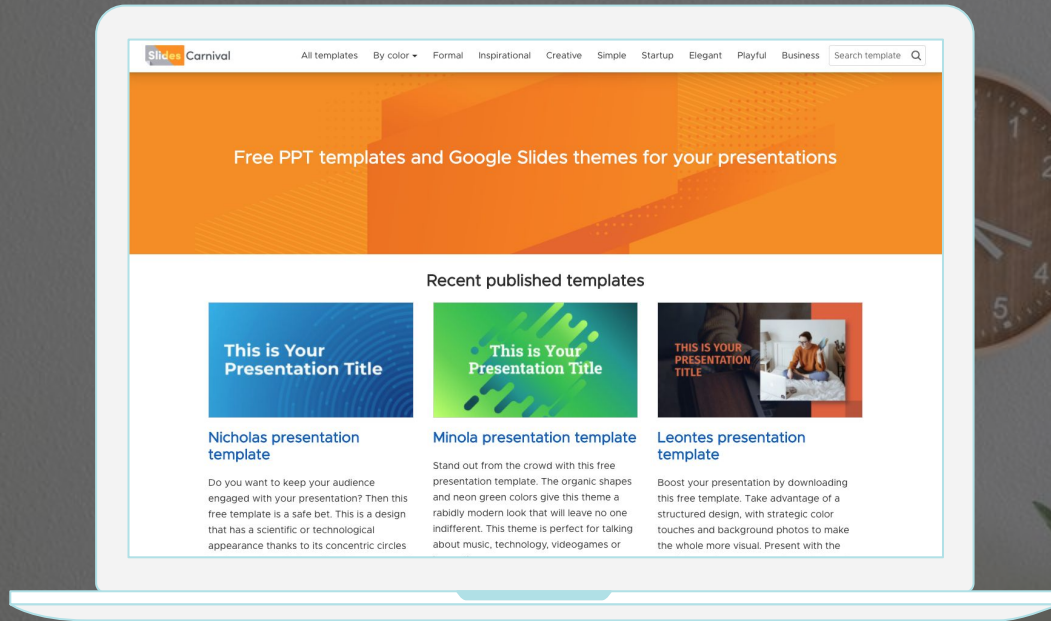 Slides Carnival
All templates By color Formal Inspirational Creative Simple Startup Elegant Playful Business Search template
Free PPT templates and Google Slides themes for your presentations
Recent published templates
This is Your
Presentation Title
Nicholas presentation
template
Do you want to keep your audience
engaged with your presentation? Then this
free template is a safe bet. This is a design
that has a scientific or technological
appearance thanks to its concentric circles
This is Your
Presentation Title
Minola presentation template
Stand out from the crowd with this free
presentation template. The organic shapes
and neon green colors give this theme a
rabidly modern look that will leave no one
indifferent. This theme is perfect for talking
about music, technology, videogames or
THIS IS YOUR
PRESENTATION
TITLE
Leontes presentation
template
Boost your presentation by downloading
this free template. Take advantage of a
structured design, with strategic color
touches and background photos to make
the whole more visual. Present with the
1
2
4
5